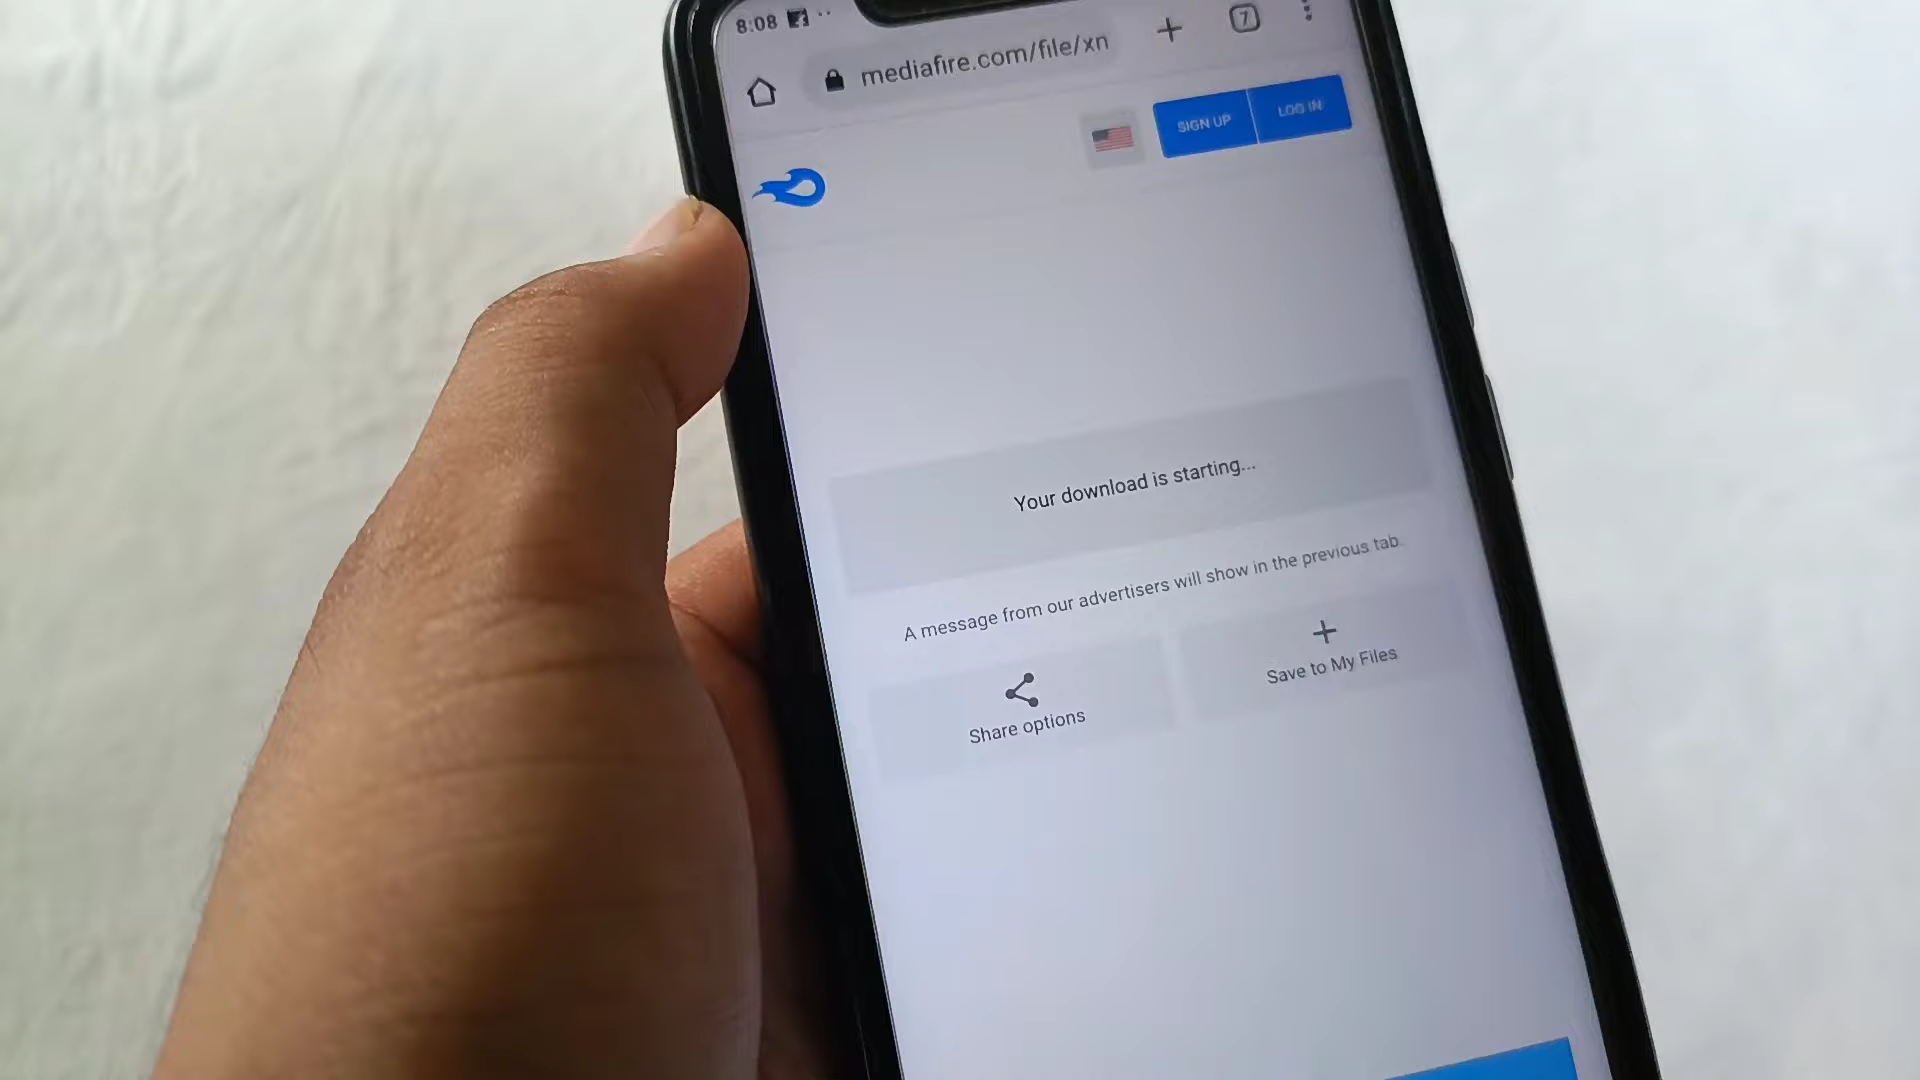 8:08
mediafire.com/file/xn
7
SIGN UP
LOG IN
Your download is starting...
A message from our advertisers will show in the previous tab.
Save to My Files
Share options